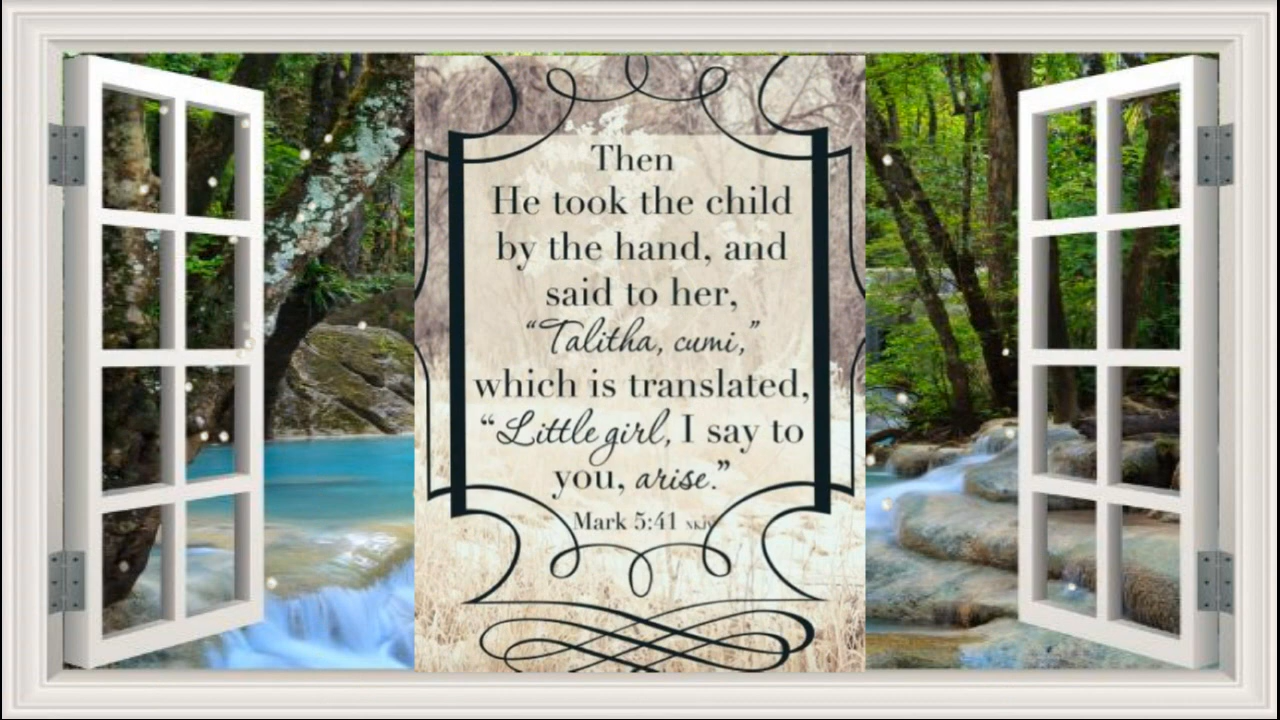 Then
He took the child
by the hand, and
said to her,
“Talitha, cumi,”
which is translated,
“Little girl, I say to
you, arise.”
Mark 5:41 NKJV